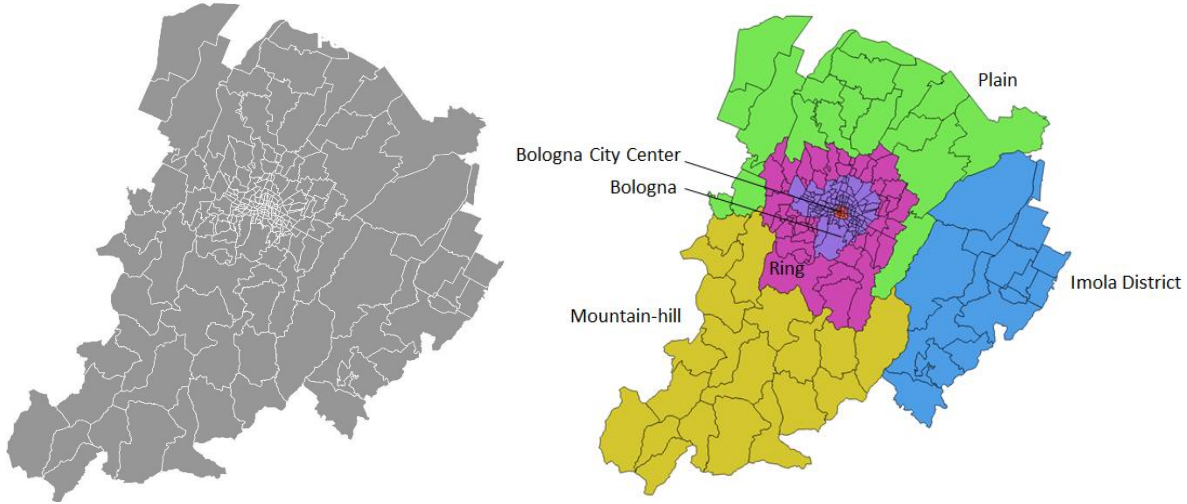 Plain
Bologna City Center
Bologna
Ring
Imola District
Mountain-hill